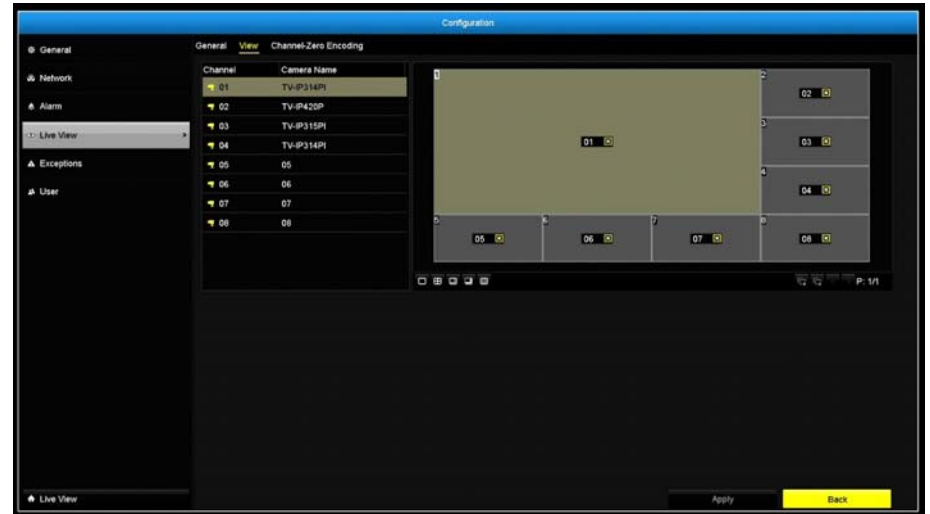 Configuration
General
Network
Alarm
Live View
Exceptions
User
General View Channel-Zero Encoding
Channel Camera Name
01 TV-IP314PI
02 TV-IP420P
03 TV-IP315PI
04 TV-IP314PI
05 05
06 06
07 07
08 08
1 2
01
02
3
03
4
04
5 6 7 8
05 06 07 08
P: 1/1
Live View
Apply Back